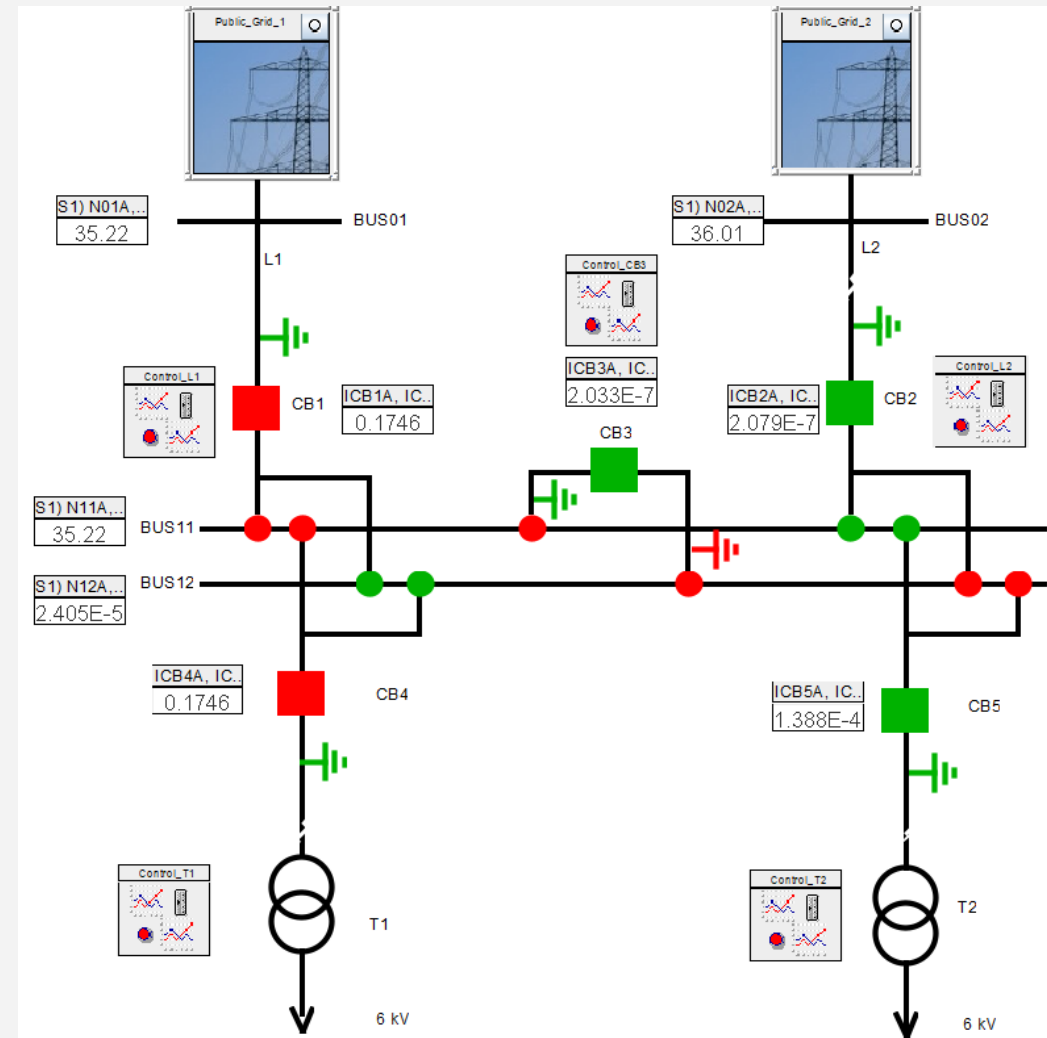 Public_Grid_1
Public_Grid_2
S1) N01A,..
35.22
BUS01
S1) N02A,..
36.01
BUS02
L1
L2
Control_CB3
ICB3A, IC..
2.033E-7
Control_L1
CB1
ICB1A, IC..
0.1746
ICB2A, IC..
2.079E-7
CB2
Control_L2
CB3
S1) N11A,..
35.22
BUS11
S1) N12A,..
2.405E-5
BUS12
ICB4A, IC..
0.1746
CB4
ICB5A, IC..
1.388E-4
CB5
Control_T1
T1
Control_T2
T2
6 kV
6 kV